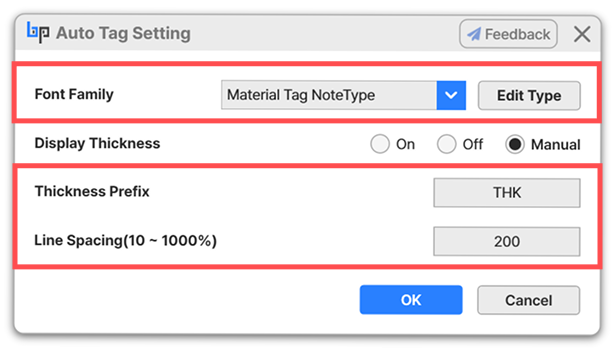 bp Auto Tag Setting Feedback
Font Family Material Tag NoteType Edit Type
Display Thickness On Off Manual
Thickness Prefix THK
Line Spacing(10 ~ 1000%) 200
OK Cancel